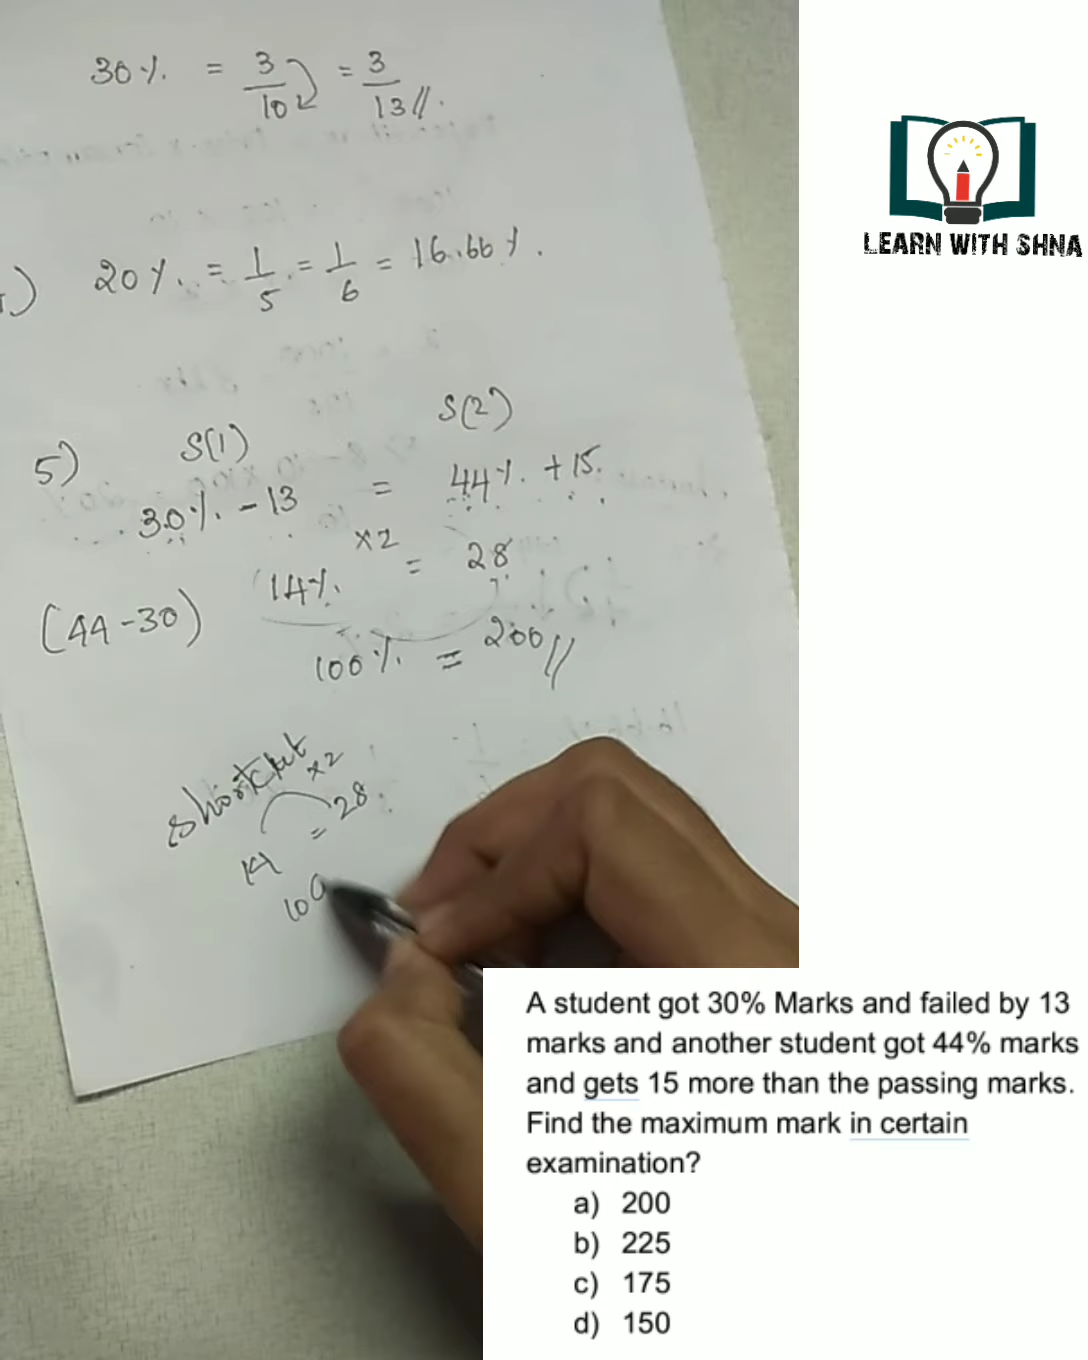 30% = 3/10 = 3/13 //.
20%. = 1/5 = 1/6 = 16.66%.
5) S(1) S(2)
30% - 13 = 44% + 15.
×2
(44-30) 14% = 28
100% = 200 //
shortcut
×2
14 = 28
100
LEARN WITH SHNA
A student got 30% Marks and failed by 13
marks and another student got 44% marks
and gets 15 more than the passing marks.
Find the maximum mark in certain
examination?
a) 200
b) 225
c) 175
d) 150